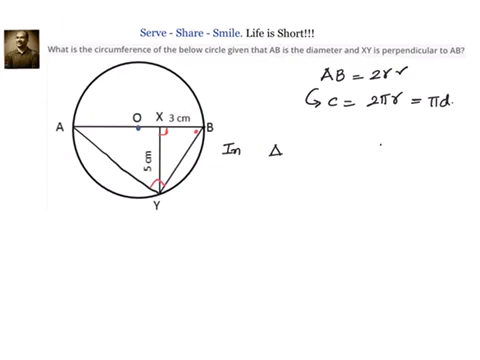 Serve - Share - Smile. Life is Short!!!
What is the circumference of the below circle given that AB is the diameter and XY is perpendicular to AB?
AB = 2r
C = 2πr = πd.
A
O
X
3 cm
B
5 cm
Y
In Δ